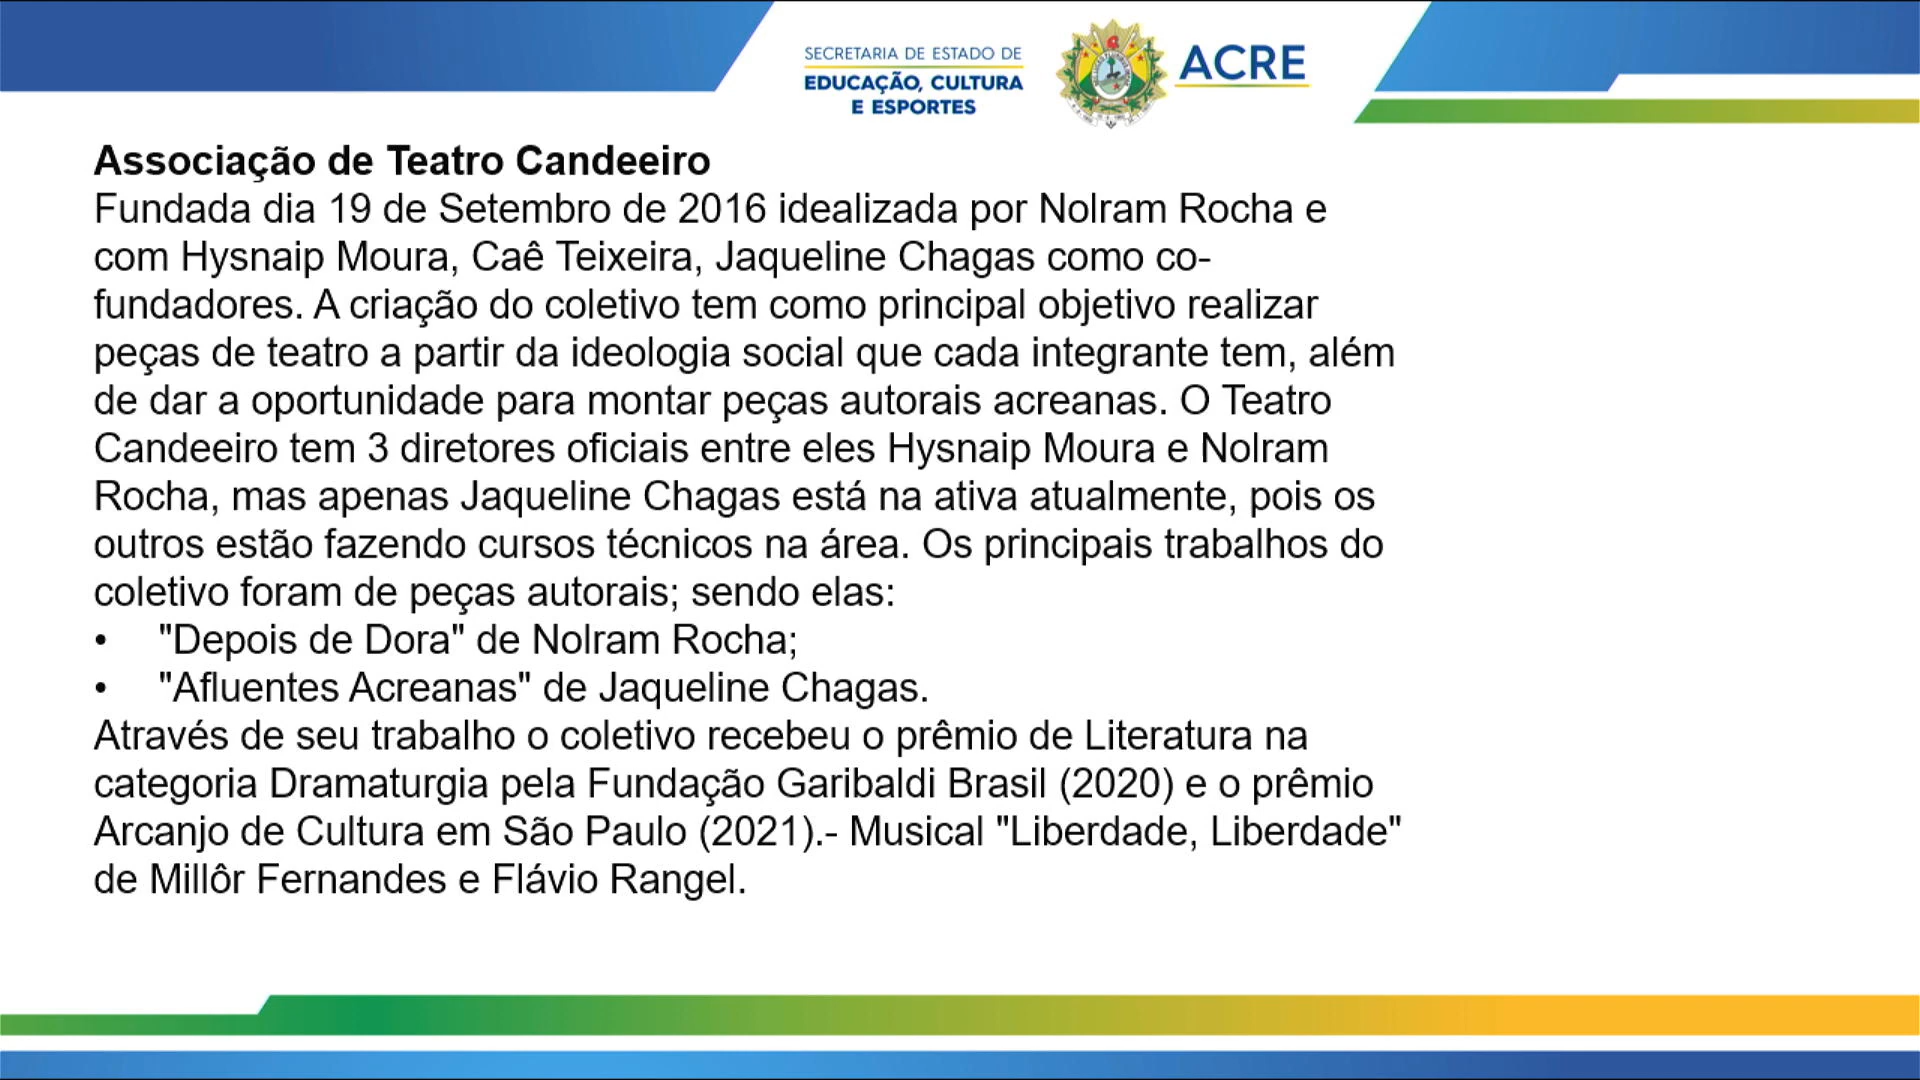 SECRETARIA DE ESTADO DE
EDUCAÇÃO, CULTURA
E ESPORTES
ACRE
Associação de Teatro Candeeiro
Fundada dia 19 de Setembro de 2016 idealizada por Nolram Rocha e
com Hysnaip Moura, Caê Teixeira, Jaqueline Chagas como co-
fundadores. A criação do coletivo tem como principal objetivo realizar
peças de teatro a partir da ideologia social que cada integrante tem, além
de dar a oportunidade para montar peças autorais acreanas. O Teatro
Candeeiro tem 3 diretores oficiais entre eles Hysnaip Moura e Nolram
Rocha, mas apenas Jaqueline Chagas está na ativa atualmente, pois os
outros estão fazendo cursos técnicos na área. Os principais trabalhos do
coletivo foram de peças autorais; sendo elas:
• "Depois de Dora" de Nolram Rocha;
• "Afluentes Acreanas" de Jaqueline Chagas.
Através de seu trabalho o coletivo recebeu o prêmio de Literatura na
categoria Dramaturgia pela Fundação Garibaldi Brasil (2020) e o prêmio
Arcanjo de Cultura em São Paulo (2021).- Musical "Liberdade, Liberdade"
de Millôr Fernandes e Flávio Rangel.